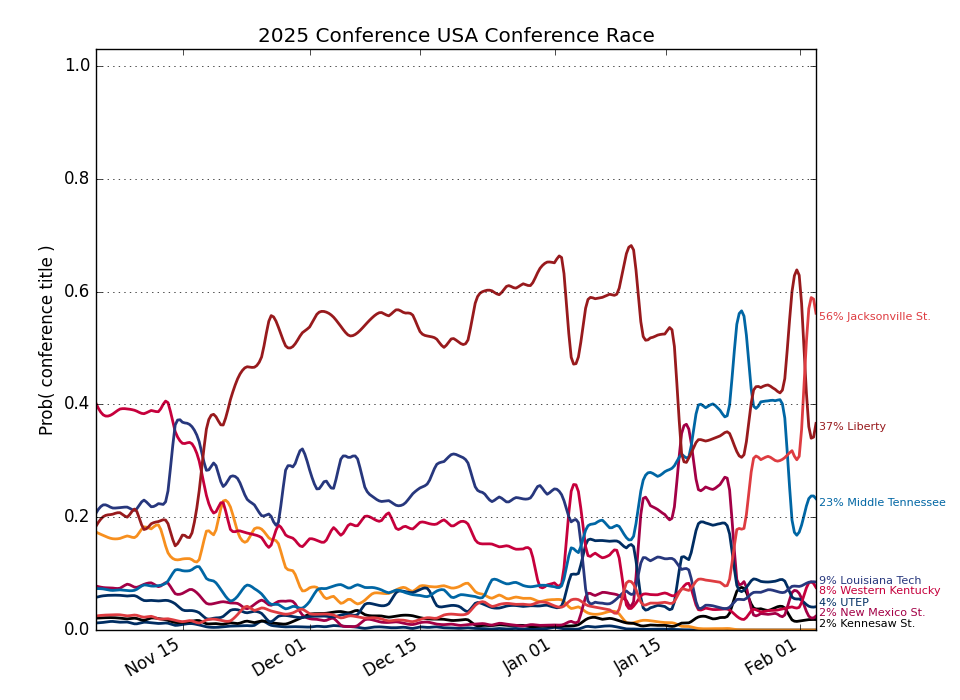 2025 Conference USA Conference Race
Prob( conference title )
1.0
0.8
0.6
0.4
0.2
0.0
Nov 15
Dec 01
Dec 15
Jan 01
Jan 15
Feb 01
56% Jacksonville St.
37% Liberty
23% Middle Tennessee
9% Louisiana Tech
8% Western Kentucky
4% UTEP
2% New Mexico St.
2% Kennesaw St.